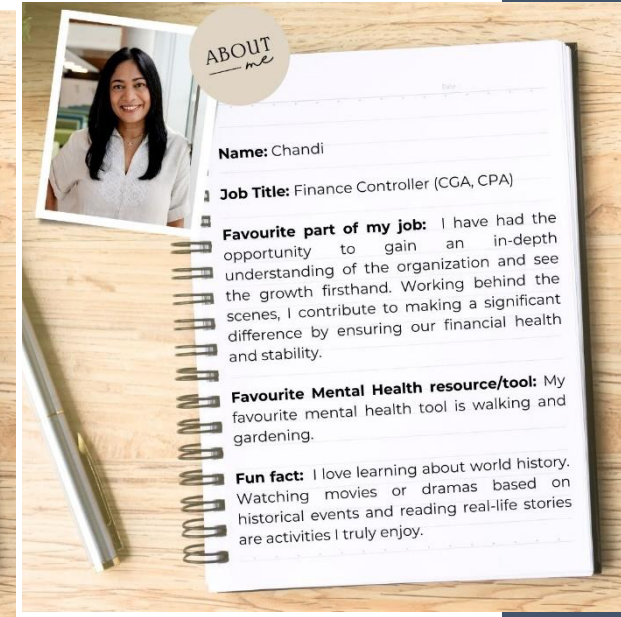 ABOUT
me
Date
Name: Chandi
Job Title: Finance Controller (CGA, CPA)
Favourite part of my job: I have had the
opportunity to gain an in-depth
understanding of the organization and see
the growth firsthand. Working behind the
scenes, I contribute to making a significant
difference by ensuring our financial health
and stability.
Favourite Mental Health resource/tool: My
favourite mental health tool is walking and
gardening.
Fun fact: I love learning about world history.
Watching movies or dramas based on
historical events and reading real-life stories
are activities I truly enjoy.